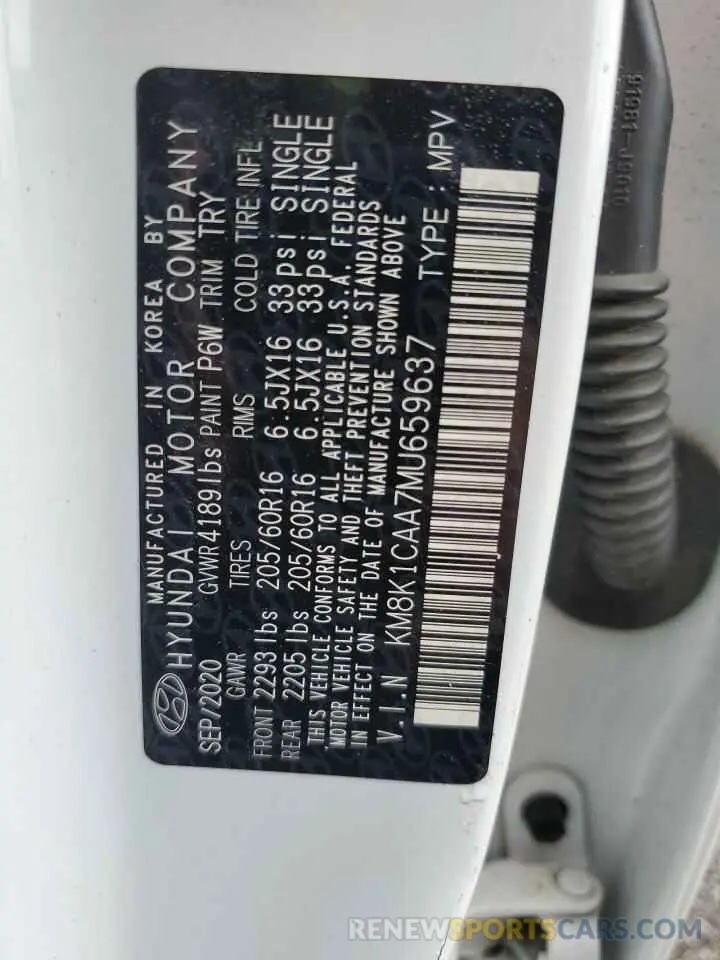 MANUFACTURED IN KOREA BY
HYUNDAI MOTOR COMPANY
SEP/2020 GVWR 4189 lbs PAINT P6W TRIM TRY
GAWR TIRES RIMS COLD TIRE INFL
FRONT 2293 lbs 205/60R16 6.5JX16 33psi SINGLE
REAR 2205 lbs 205/60R16 6.5JX16 33psi SINGLE
THIS VEHICLE CONFORMS TO ALL APPLICABLE U.S.A. FEDERAL
MOTOR VEHICLE SAFETY AND THEFT PREVENTION STANDARDS
IN EFFECT ON THE DATE OF MANUFACTURE SHOWN ABOVE
V.I.N KM8K1CAA7MU659637 TYPE : MPV
RENEWSPORTSCARS.COM